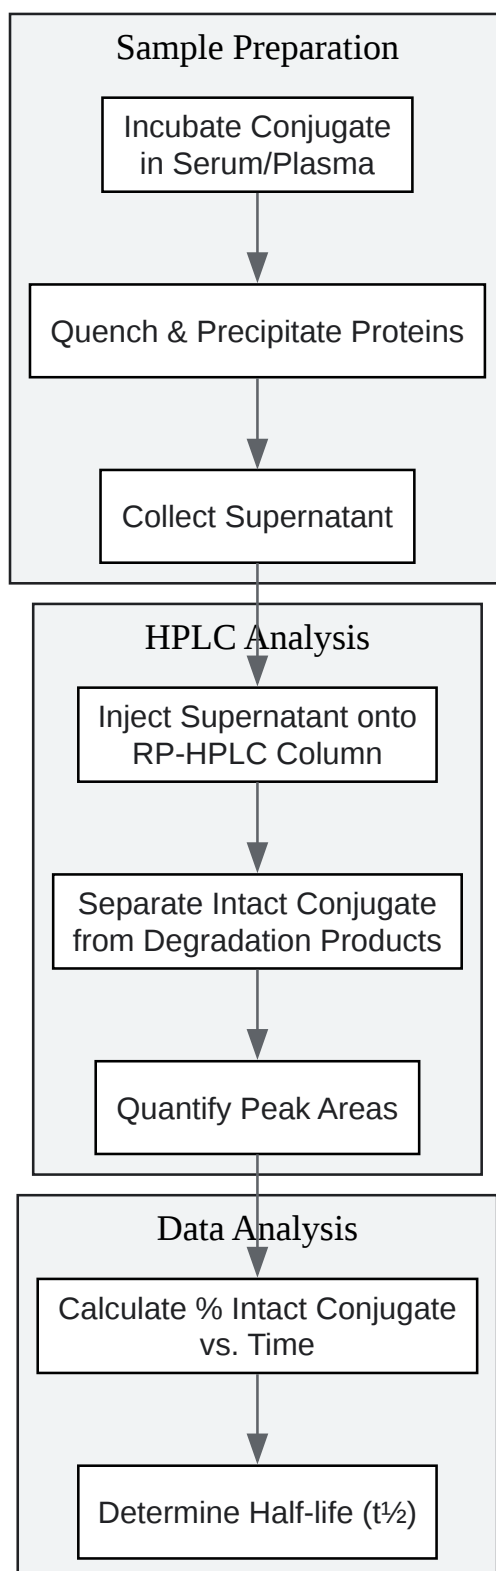 Sample Preparation
Incubate Conjugate
in Serum/Plasma
Quench & Precipitate Proteins
Collect Supernatant
HPLC Analysis
Inject Supernatant onto
RP-HPLC Column
Separate Intact Conjugate
from Degradation Products
Quantify Peak Areas
Data Analysis
Calculate % Intact Conjugate
vs. Time
Determine Half-life (t½)